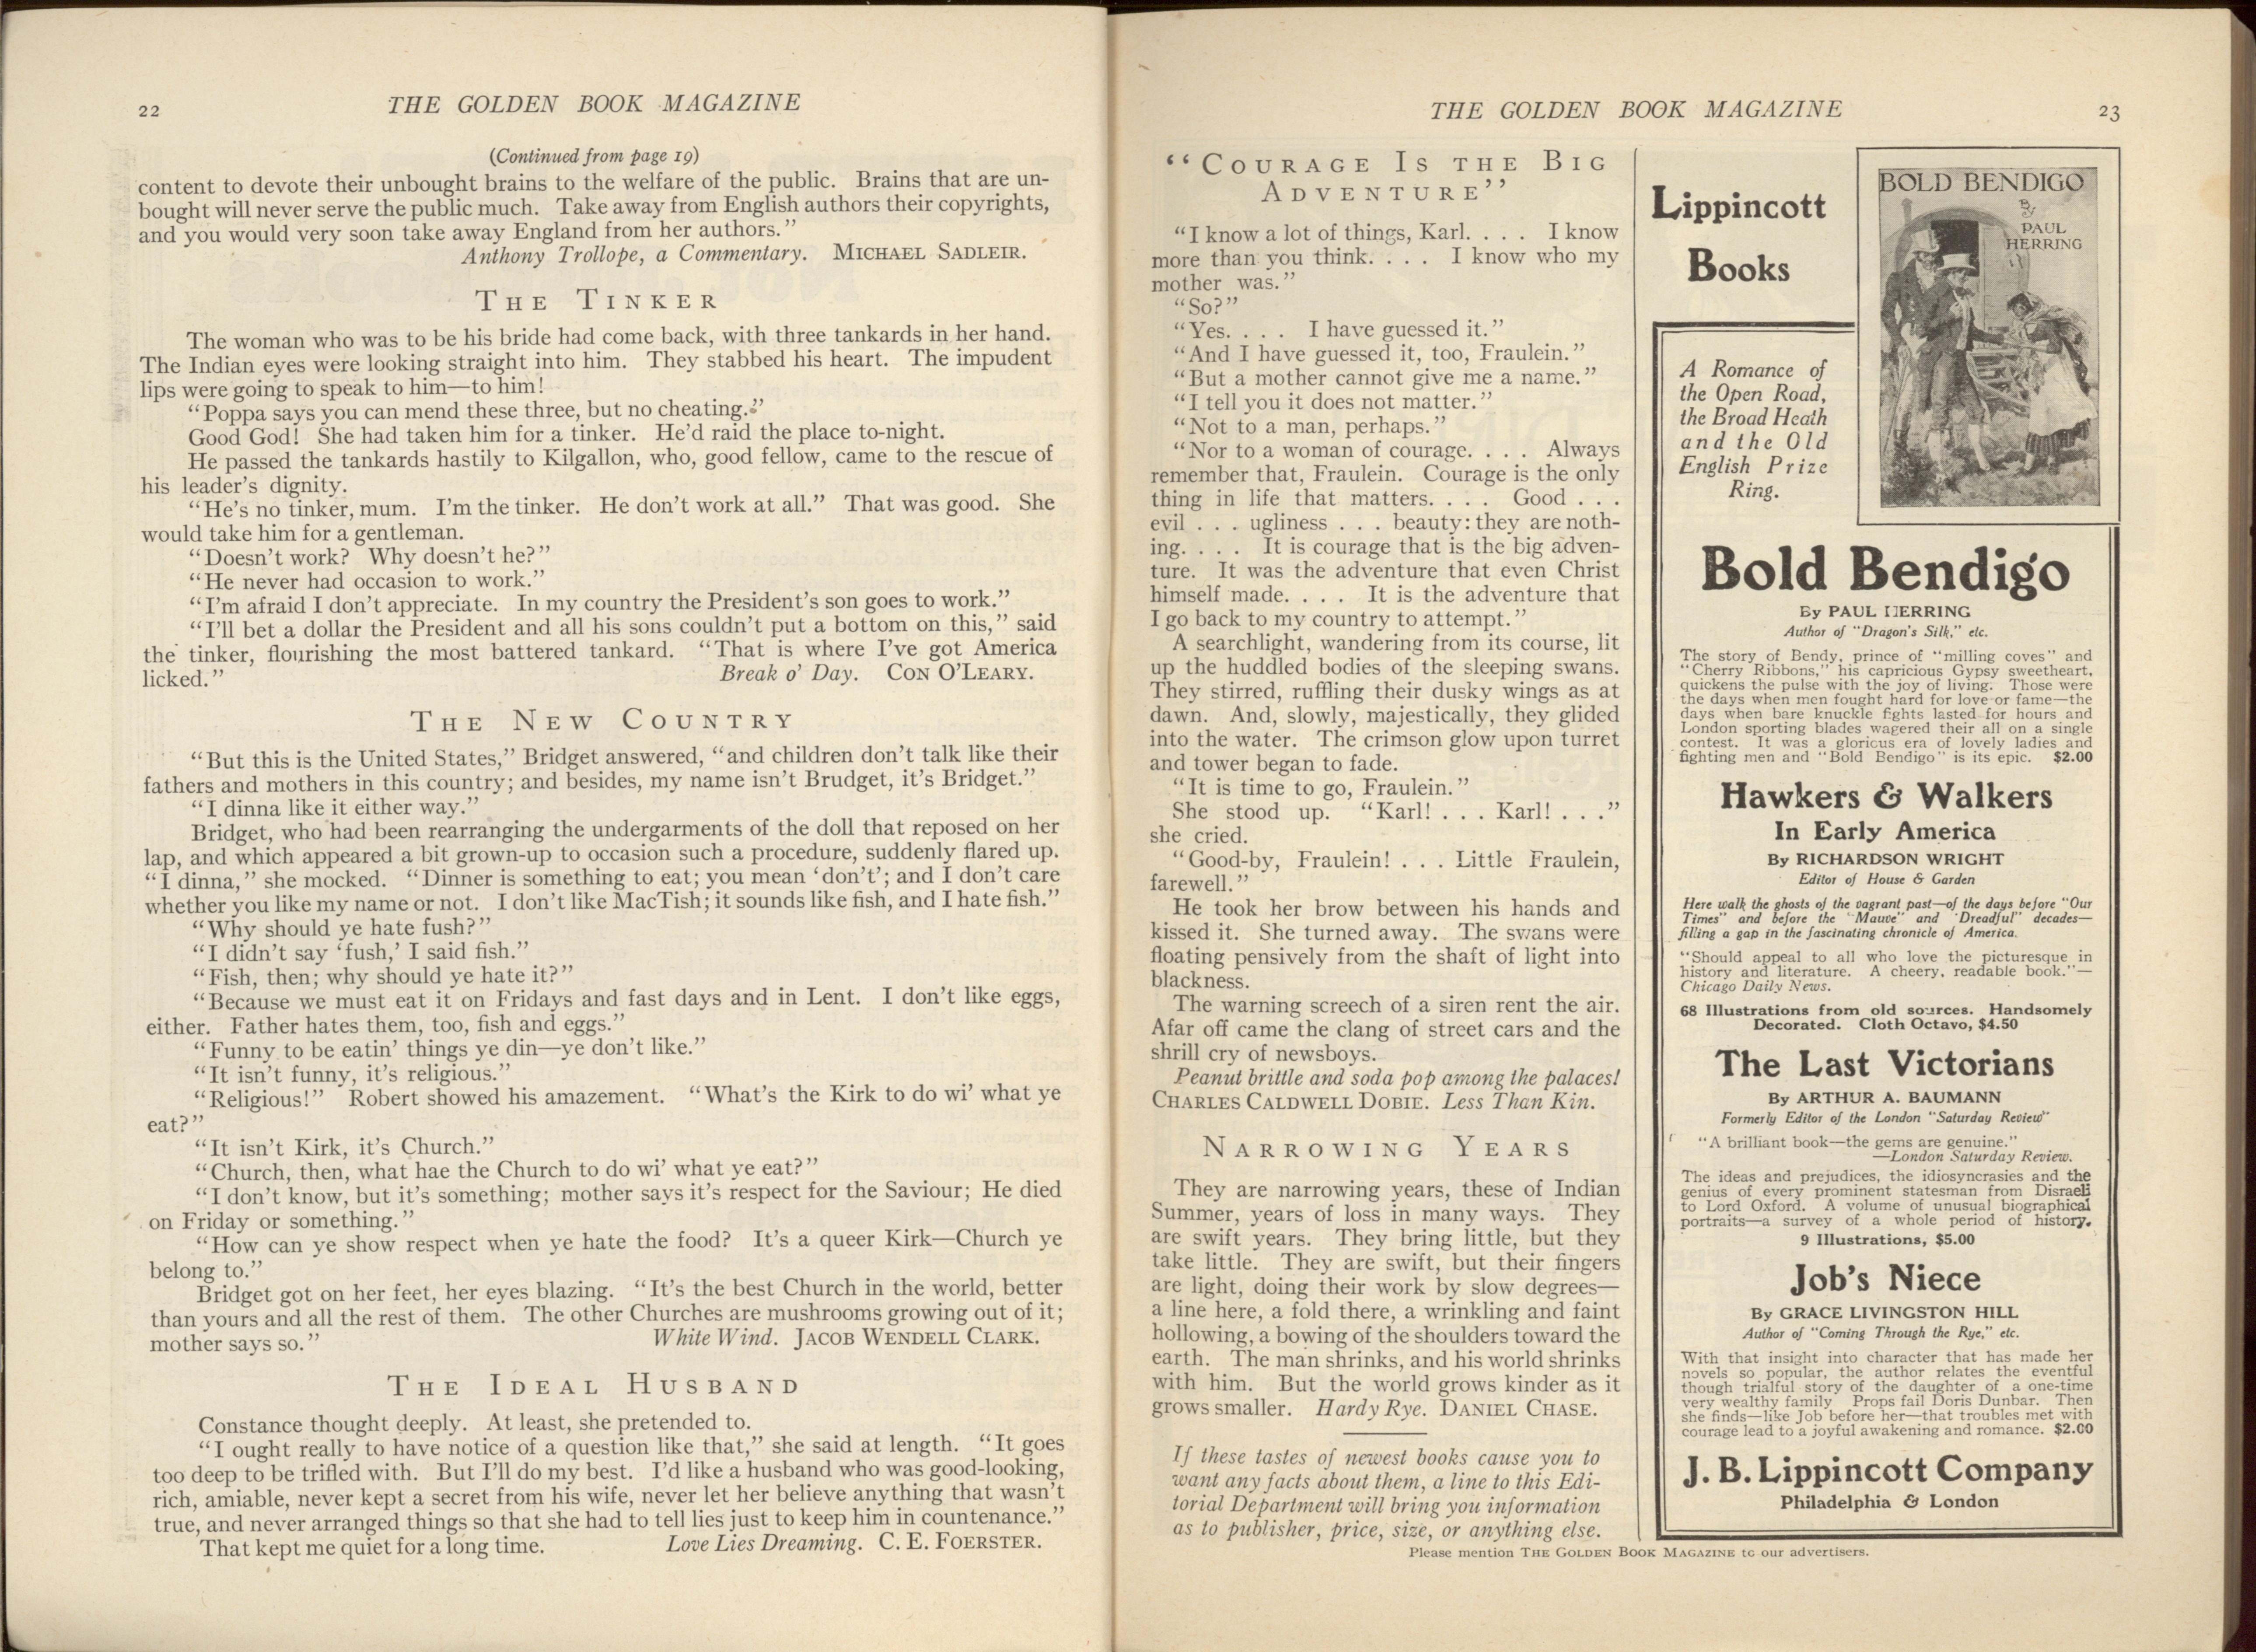 22
THE GOLDEN BOOK MAGAZINE
(Continued from page 19)
content to devote their unbought brains to the welfare of the public. Brains that are un-
bought will never serve the public much. Take away from English authors their copyrights,
and you would very soon take away England from her authors."
Anthony Trollope, a Commentary. MICHAEL SADLEIR.
THE TINKER
The woman who was to be his bride had come back, with three tankards in her hand.
The Indian eyes were looking straight into him. They stabbed his heart. The impudent
lips were going to speak to him—to him!
"Poppa says you can mend these three, but no cheating."
Good God! She had taken him for a tinker. He'd raid the place to-night.
He passed the tankards hastily to Kilgallon, who, good fellow, came to the rescue of
his leader's dignity.
"He's no tinker, mum. I'm the tinker. He don't work at all." That was good. She
would take him for a gentleman.
"Doesn't work? Why doesn't he?"
"He never had occasion to work."
"I'm afraid I don't appreciate. In my country the President's son goes to work."
"I'll bet a dollar the President and all his sons couldn't put a bottom on this," said
the tinker, flourishing the most battered tankard. "That is where I've got America
licked." Break o' Day. CON O'LEARY.
THE NEW COUNTRY
"But this is the United States," Bridget answered, "and children don't talk like their
fathers and mothers in this country; and besides, my name isn't Brudget, it's Bridget."
"I dinna like it either way."
Bridget, who had been rearranging the undergarments of the doll that reposed on her
lap, and which appeared a bit grown-up to occasion such a procedure, suddenly flared up.
"I dinna," she mocked. "Dinner is something to eat; you mean 'don't'; and I don't care
whether you like my name or not. I don't like MacTish; it sounds like fish, and I hate fish."
"Why should ye hate fush?"
"I didn't say 'fush,' I said fish."
"Fish, then; why should ye hate it?"
"Because we must eat it on Fridays and fast days and in Lent. I don't like eggs,
either. Father hates them, too, fish and eggs."
"Funny to be eatin' things ye din—ye don't like."
"It isn't funny, it's religious."
"Religious!" Robert showed his amazement. "What's the Kirk to do wi' what ye
eat?"
"It isn't Kirk, it's Church."
"Church, then, what hae the Church to do wi' what ye eat?"
"I don't know, but it's something; mother says it's respect for the Saviour; He died
on Friday or something."
"How can ye show respect when ye hate the food? It's a queer Kirk—Church ye
belong to."
Bridget got on her feet, her eyes blazing. "It's the best Church in the world, better
than yours and all the rest of them. The other Churches are mushrooms growing out of it;
mother says so." White Wind. JACOB WENDELL CLARK.
THE IDEAL HUSBAND
Constance thought deeply. At least, she pretended to.
"I ought really to have notice of a question like that," she said at length. "It goes
too deep to be trifled with. But I'll do my best. I'd like a husband who was good-looking,
rich, amiable, never kept a secret from his wife, never let her believe anything that wasn't
true, and never arranged things so that she had to tell lies just to keep him in countenance."
That kept me quiet for a long time. Love Lies Dreaming. C. E. FOERSTER.
THE GOLDEN BOOK MAGAZINE
23
"COURAGE IS THE BIG
ADVENTURE"
"I know a lot of things, Karl. . . . I know
more than you think. . . . I know who my
mother was."
"So?"
"Yes. . . . I have guessed it."
"And I have guessed it, too, Fraulein."
"But a mother cannot give me a name."
"I tell you it does not matter."
"Not to a man, perhaps."
"Nor to a woman of courage. . . . Always
remember that, Fraulein. Courage is the only
thing in life that matters. . . . Good . . .
evil . . . ugliness . . . beauty: they are noth-
ing. . . . It is courage that is the big adven-
ture. It was the adventure that even Christ
himself made. . . . It is the adventure that
I go back to my country to attempt."
A searchlight, wandering from its course, lit
up the huddled bodies of the sleeping swans.
They stirred, ruffling their dusky wings as at
dawn. And, slowly, majestically, they glided
into the water. The crimson glow upon turret
and tower began to fade.
"It is time to go, Fraulein."
She stood up. "Karl! . . . Karl! . . ."
she cried.
"Good-by, Fraulein! . . . Little Fraulein,
farewell."
He took her brow between his hands and
kissed it. She turned away. The swans were
floating pensively from the shaft of light into
blackness.
The warning screech of a siren rent the air.
Afar off came the clang of street cars and the
shrill cry of newsboys.
Peanut brittle and soda pop among the palaces!
CHARLES CALDWELL DOBIE. Less Than Kin.
NARROWING YEARS
They are narrowing years, these of Indian
Summer, years of loss in many ways. They
are swift years. They bring little, but they
take little. They are swift, but their fingers
are light, doing their work by slow degrees—
a line here, a fold there, a wrinkling and faint
hollowing, a bowing of the shoulders toward the
earth. The man shrinks, and his world shrinks
with him. But the world grows kinder as it
grows smaller. Hardy Rye. DANIEL CHASE.
If these tastes of newest books cause you to
want any facts about them, a line to this Edi-
torial Department will bring you information
as to publisher, price, size, or anything else.
Lippincott
Books
BOLD BENDIGO
By
PAUL
HERRING
A Romance of
the Open Road,
the Broad Heath
and the Old
English Prize
Ring.
Bold Bendigo
By PAUL HERRING
Author of "Dragon's Silk," etc.
The story of Bendy, prince of "milling coves" and
"Cherry Ribbons," his capricious Gypsy sweetheart,
quickens the pulse with the joy of living. Those were
the days when men fought hard for love or fame—the
days when bare knuckle fights lasted for hours and
London sporting blades wagered their all on a single
contest. It was a glorious era of lovely ladies and
fighting men and "Bold Bendigo" is its epic. $2.00
Hawkers & Walkers
In Early America
By RICHARDSON WRIGHT
Editor of House & Garden
Here walk the ghosts of the vagrant past—of the days before "Our
Times" and before the "Mauve" and "Dreadful" decades—
filling a gap in the fascinating chronicle of America.
"Should appeal to all who love the picturesque in
history and literature. A cheery, readable book."—
Chicago Daily News.
68 Illustrations from old sources. Handsomely
Decorated. Cloth Octavo, $4.50
The Last Victorians
By ARTHUR A. BAUMANN
Formerly Editor of the London "Saturday Review"
"A brilliant book—the gems are genuine."
—London Saturday Review.
The ideas and prejudices, the idiosyncrasies and the
genius of every prominent statesman from Disraeli
to Lord Oxford. A volume of unusual biographical
portraits—a survey of a whole period of history.
9 Illustrations, $5.00
Job's Niece
By GRACE LIVINGSTON HILL
Author of "Coming Through the Rye," etc.
With that insight into character that has made her
novels so popular, the author relates the eventful
though trialful story of the daughter of a one-time
very wealthy family Props fail Doris Dunbar. Then
she finds—like Job before her—that troubles met with
courage lead to a joyful awakening and romance. $2.00
J. B. Lippincott Company
Philadelphia & London
Please mention THE GOLDEN BOOK MAGAZINE to our advertisers.